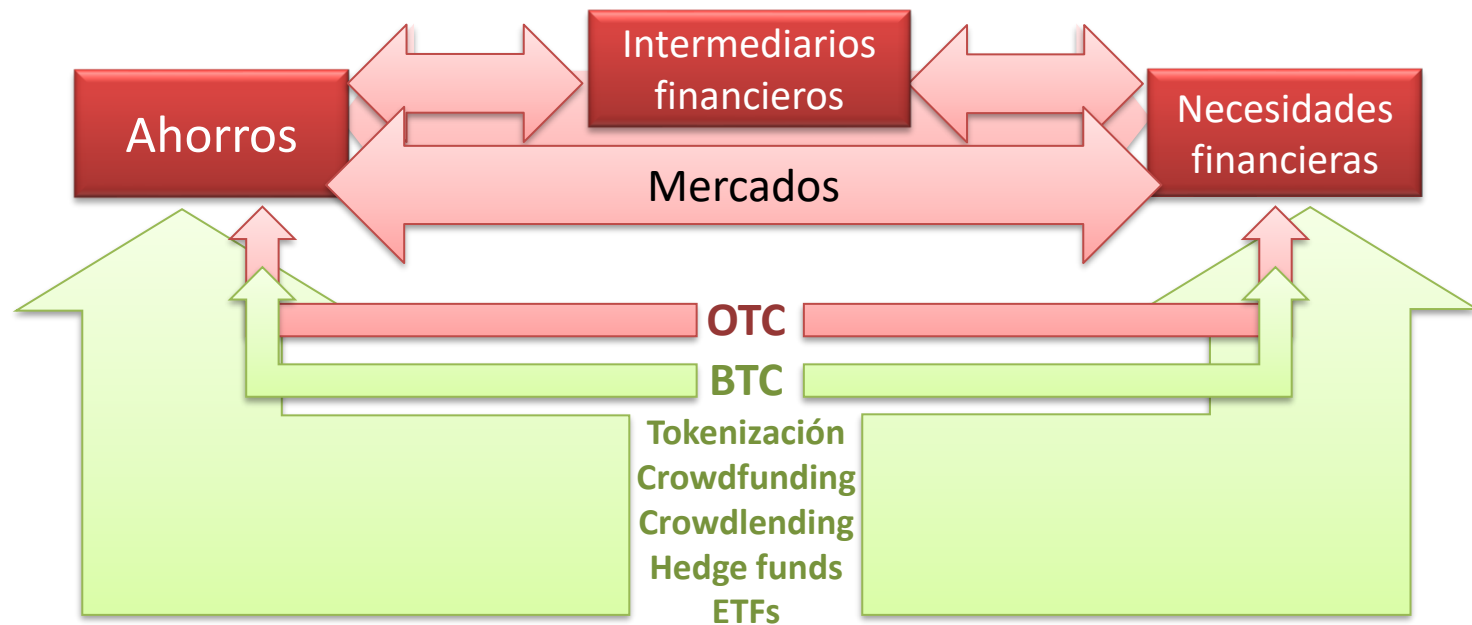 Intermediarios
financieros
Ahorros
Necesidades
financieras
Mercados
OTC
BTC
Tokenización
Crowdfunding
Crowdlending
Hedge funds
ETFs